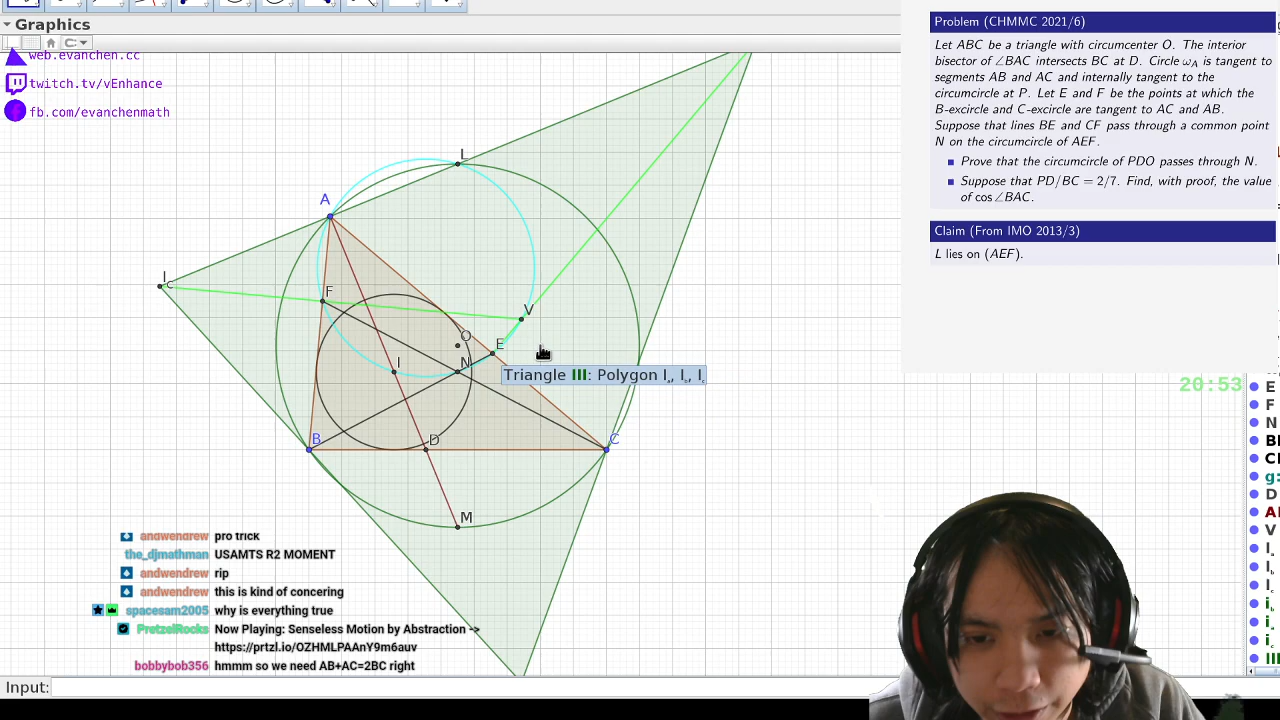 Graphics
web.evanchen.cc
twitch.tv/vEnhance
fb.com/evanchenmath
Problem (CHMMC 2021/6)
Let ABC be a triangle with circumcenter O. The interior
bisector of ∠BAC intersects BC at D. Circle ωA is tangent to
segments AB and AC and internally tangent to the
circumcircle at P. Let E and F be the points at which the
B-excircle and C-excircle are tangent to AC and AB.
Suppose that lines BE and CF pass through a common point
N on the circumcircle of AEF.
Prove that the circumcircle of PDO passes through N.
Suppose that PD/BC = 2/7. Find, with proof, the value
of cos∠BAC.
Claim (From IMO 2013/3)
L lies on (AEF).
L
A
Ic
F
V
O
E
I
N
Triangle III: Polygon Ia, Ib, Ic
B
D
C
M
20:53
E
F
N
D
V
andwendrew pro trick
the_djmathman USAMTS R2 MOMENT
andwendrew rip
andwendrew this is kind of concering
spacesam2005 why is everything true
PretzelRocks Now Playing: Senseless Motion by Abstraction ->
https://prtzl.io/OZHMLPAAnY9m6auv
bobbybob356 hmmm so we need AB+AC=2BC right
Input: